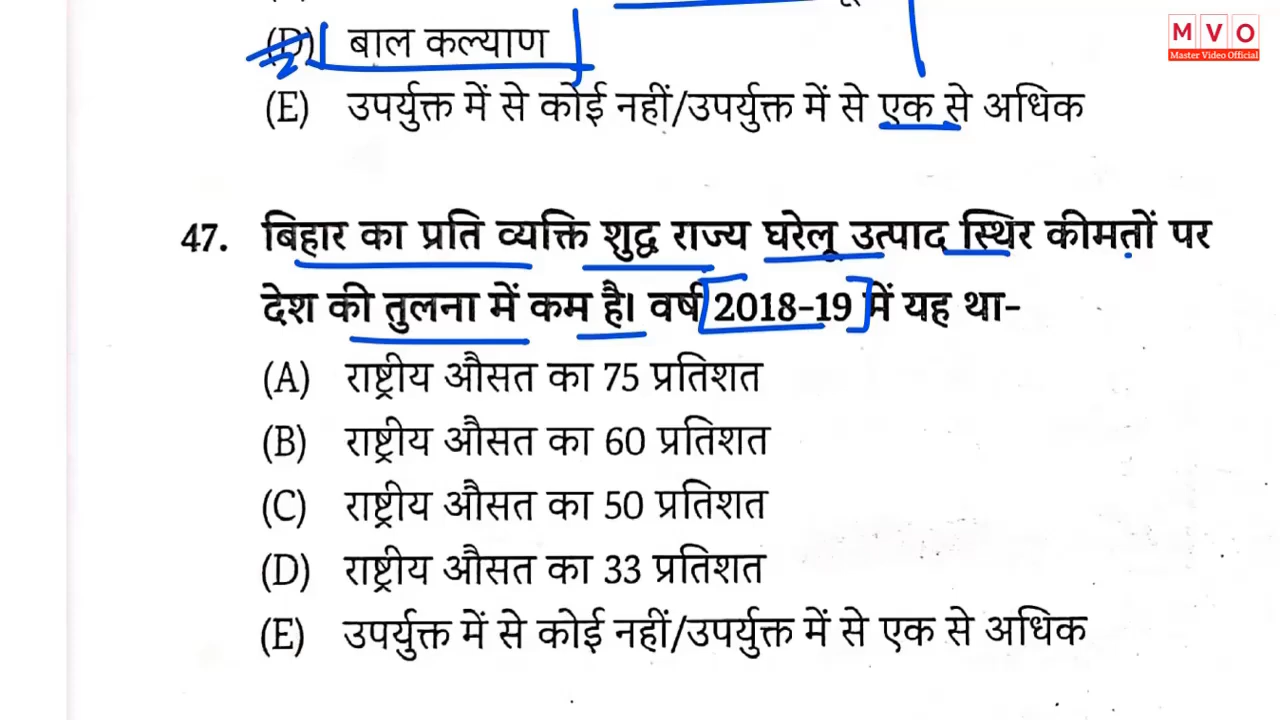 M V O
Master Video Official
(D) बाल कल्याण
(E) उपर्युक्त में से कोई नहीं/उपर्युक्त में से एक से अधिक
47. बिहार का प्रति व्यक्ति शुद्ध राज्य घरेलू उत्पाद स्थिर कीमतों पर
देश की तुलना में कम है। वर्ष 2018-19 में यह था-
(A) राष्ट्रीय औसत का 75 प्रतिशत
(B) राष्ट्रीय औसत का 60 प्रतिशत
(C) राष्ट्रीय औसत का 50 प्रतिशत
(D) राष्ट्रीय औसत का 33 प्रतिशत
(E) उपर्युक्त में से कोई नहीं/उपर्युक्त में से एक से अधिक